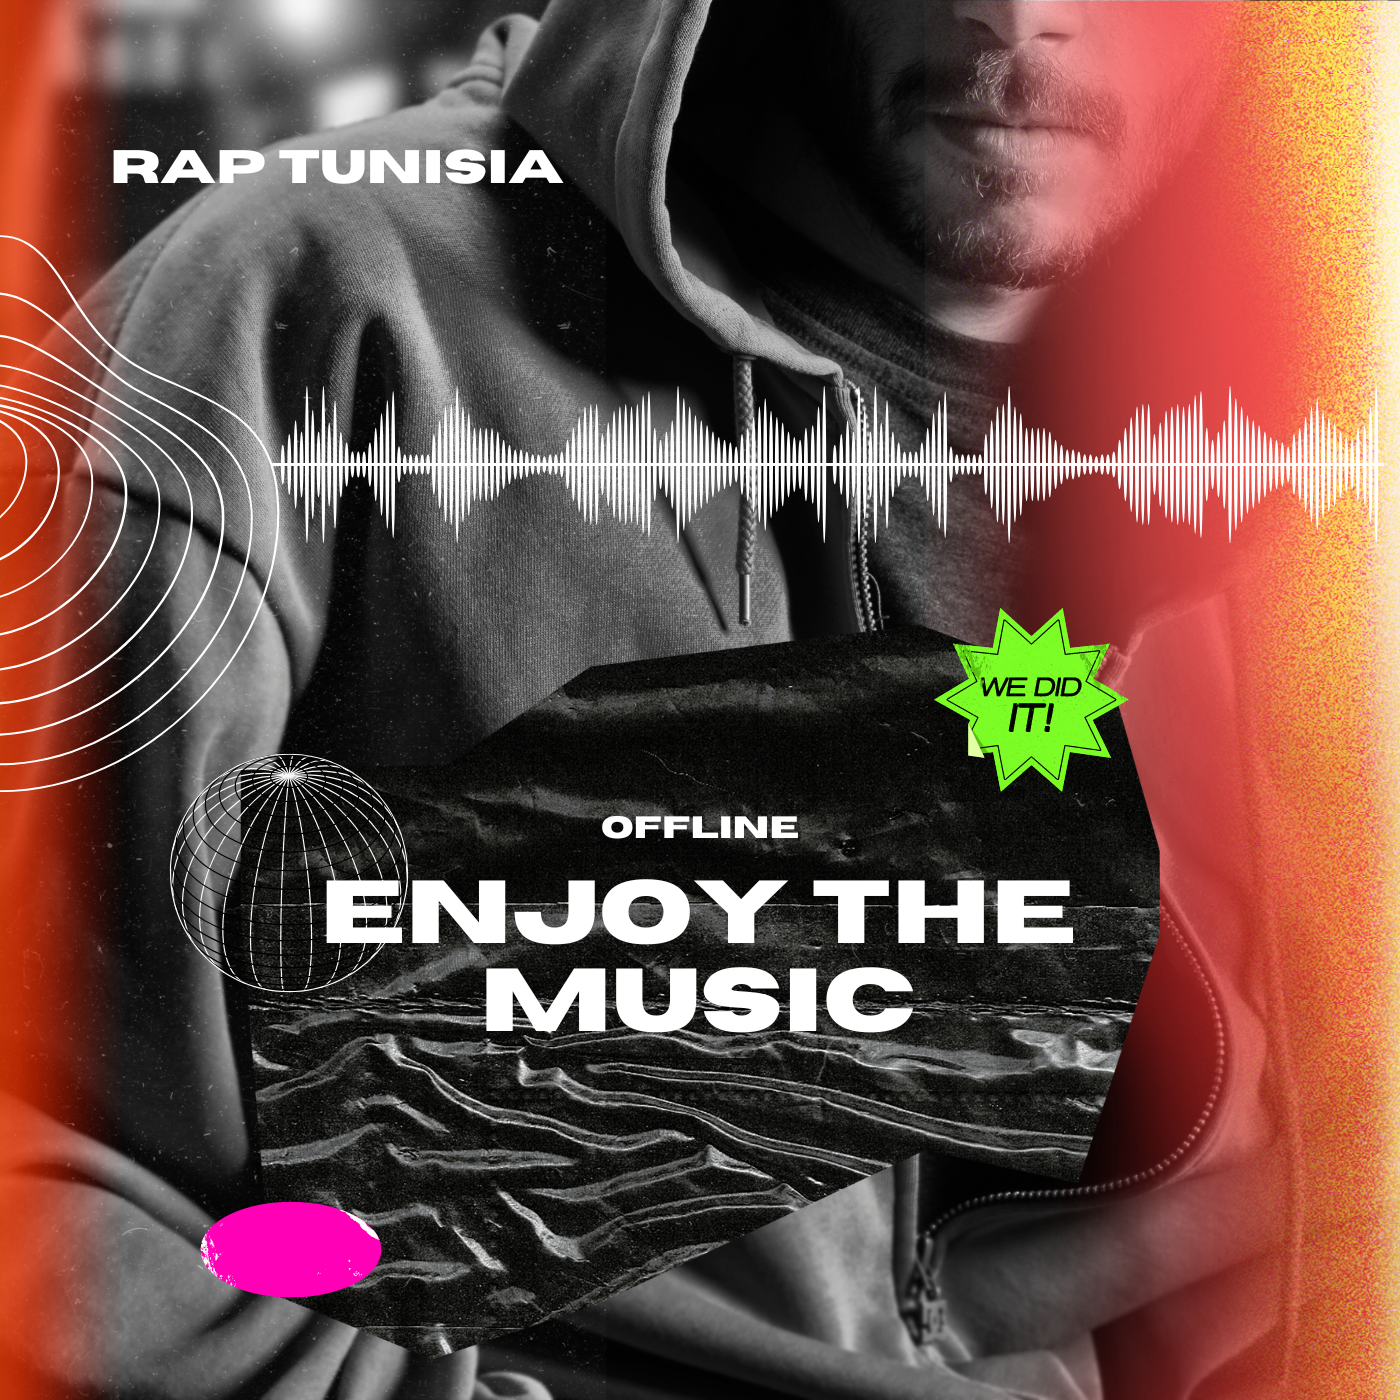 RAP TUNISIA
WE DID
IT!
OFFLINE
ENJOY THE
MUSIC